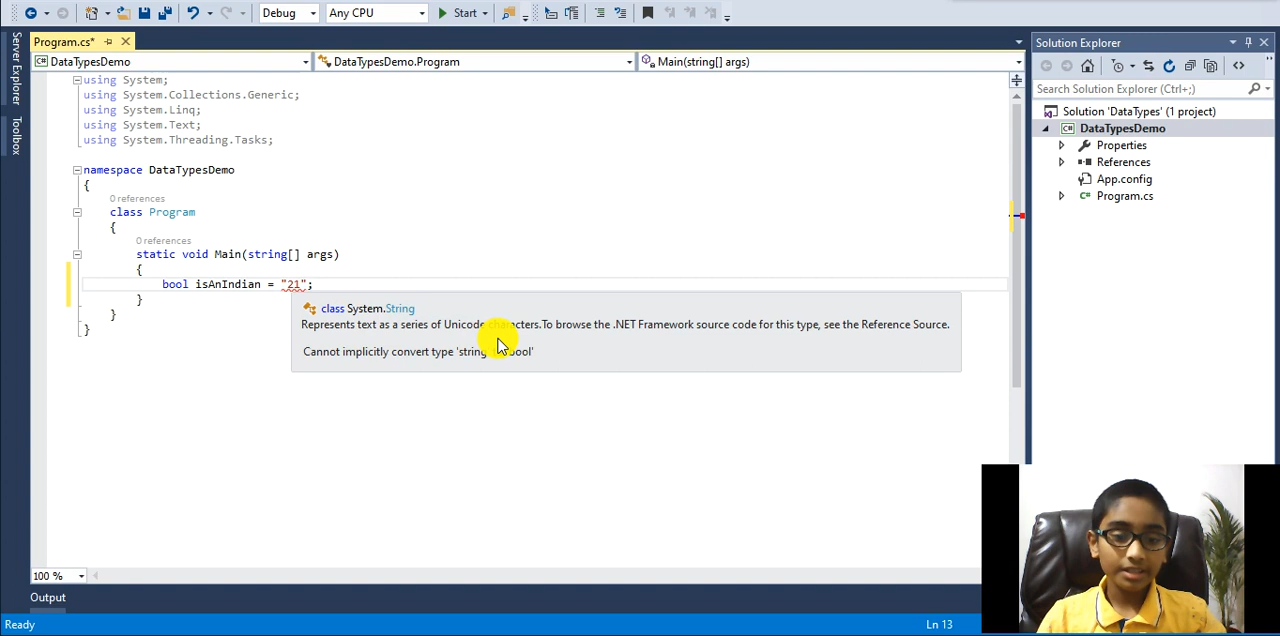 Debug
Any CPU
Start
Program.cs*
DataTypesDemo
DataTypesDemo.Program
Main(string[] args)
Server Explorer
Toolbox
using System;
using System.Collections.Generic;
using System.Linq;
using System.Text;
using System.Threading.Tasks;
namespace DataTypesDemo
{
0 references
class Program
{
0 references
static void Main(string[] args)
{
bool isAnIndian = "21";
}
}
}
class System.String
Represents text as a series of Unicode characters.To browse the .NET Framework source code for this type, see the Reference Source.
Cannot implicitly convert type 'string' to 'bool'
100 %
Output
Ready
Ln 13
Solution Explorer
Search Solution Explorer (Ctrl+;)
Solution 'DataTypes' (1 project)
C# DataTypesDemo
Properties
References
App.config
C# Program.cs